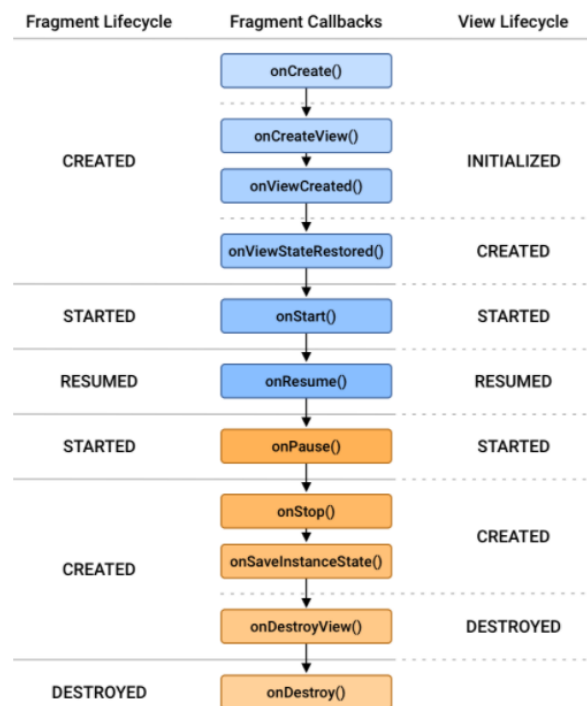 Fragment Lifecycle
Fragment Callbacks
View Lifecycle
onCreate()
onCreateView()
CREATED
INITIALIZED
onViewCreated()
onViewStateRestored()
CREATED
STARTED
onStart()
STARTED
RESUMED
onResume()
RESUMED
STARTED
onPause()
STARTED
onStop()
CREATED
onSaveInstanceState()
CREATED
onDestroyView()
DESTROYED
DESTROYED
onDestroy()